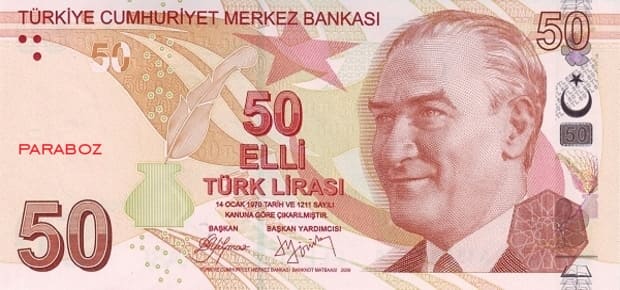 TÜRKİYE CUMHURİYET MERKEZ BANKASI
50
50
50
ELLİ
TÜRK LİRASI
PARABOZ
14 OCAK 1970 TARİH VE 1211 SAYILI
KANUNA GÖRE ÇIKARILMIŞTIR.
BAŞKAN BAŞKAN YARDIMCISI
50
50
TÜRKİYE CUMHURİYET MERKEZ BANKASI BANKNOT MATBAASI 2009